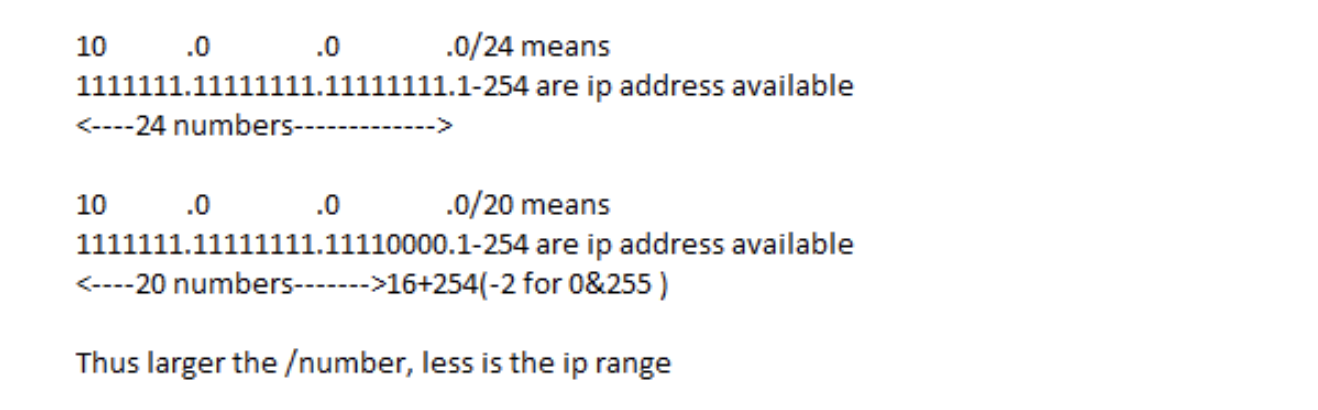 10 .0 .0 .0/24 means
1111111.11111111.11111111.1-254 are ip address available
<----24 numbers------------->
10 .0 .0 .0/20 means
1111111.11111111.11110000.1-254 are ip address available
<----20 numbers------->16+254(-2 for 0&255 )
Thus larger the /number, less is the ip range